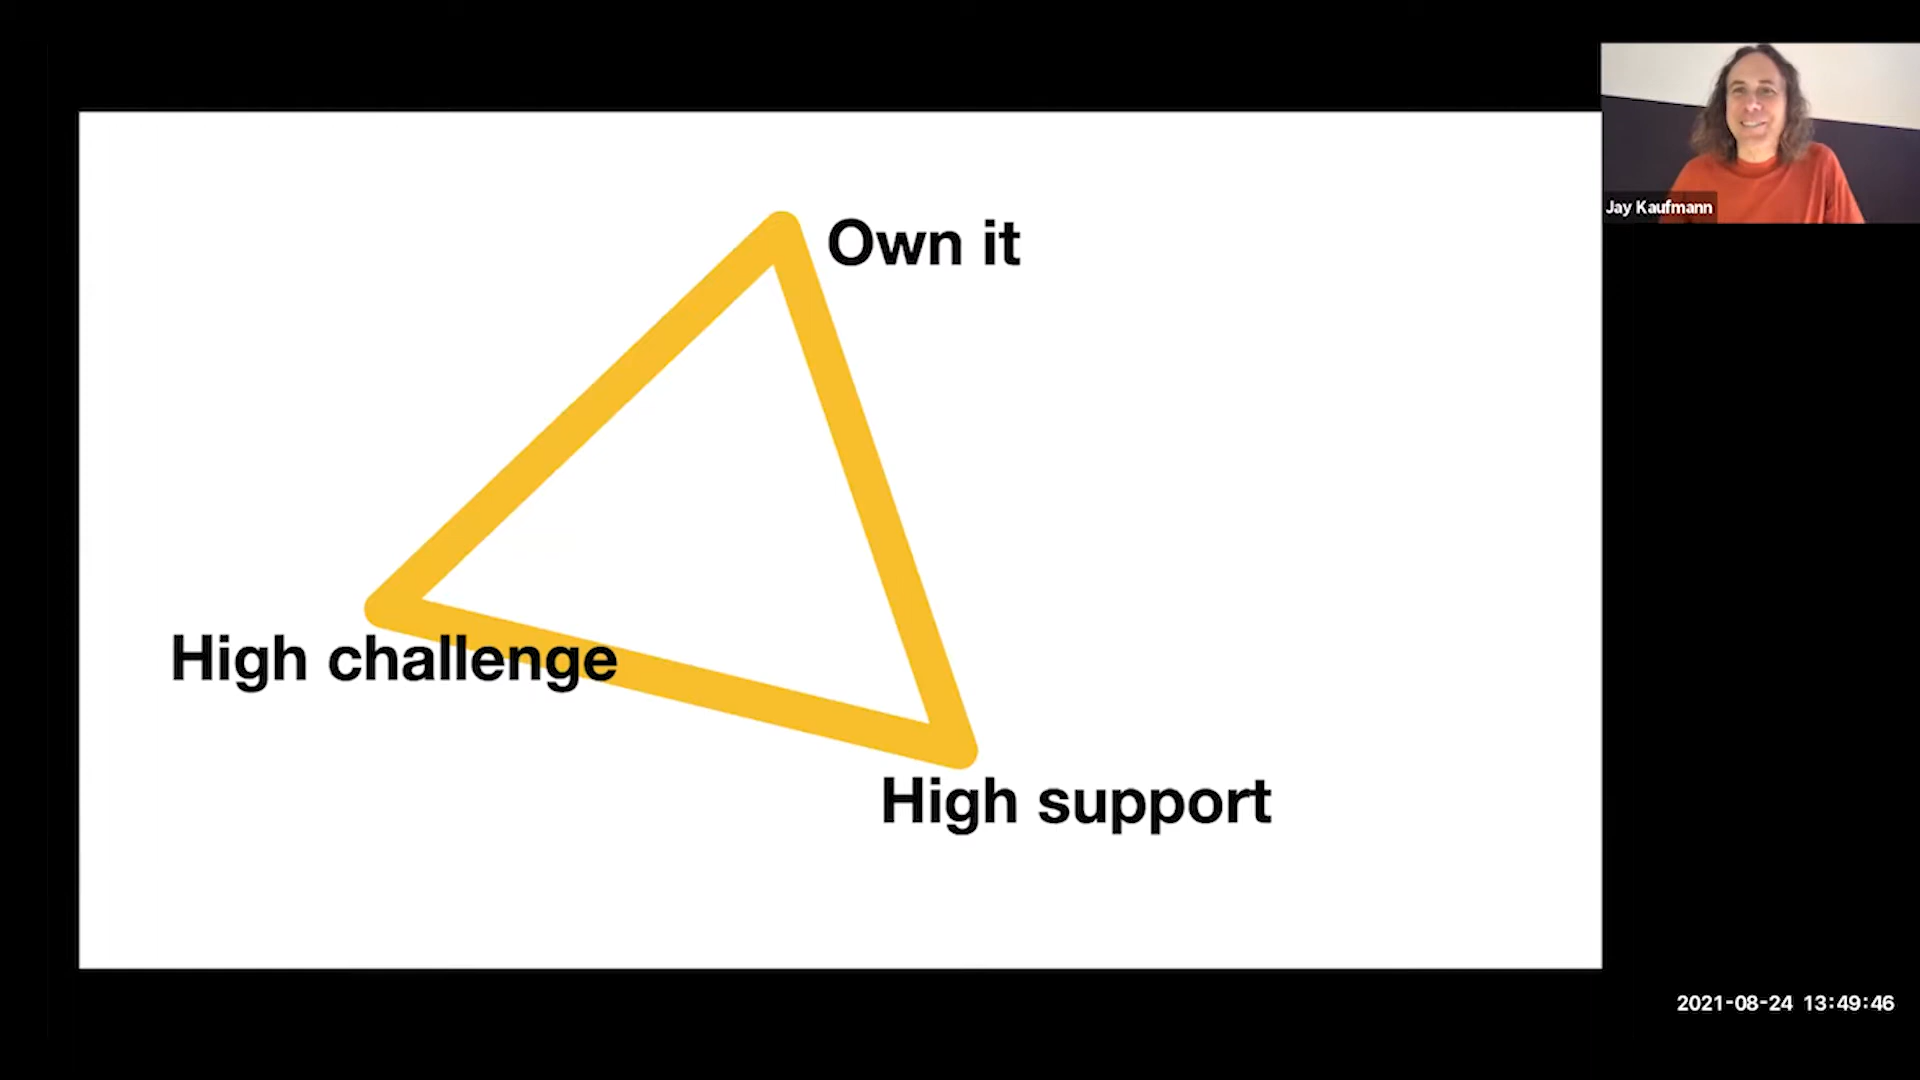 Jay Kaufmann
Own it
High challenge
High support
2021-08-24 13:49:46